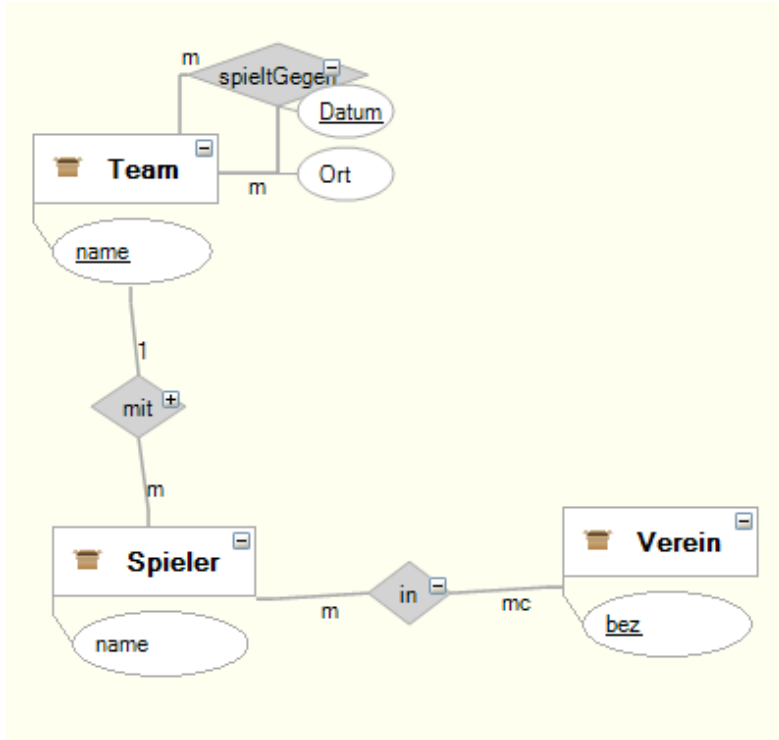 m
spieltGegen
Datum
Team
m
Ort
name
1
mit
m
Spieler
Verein
in
m
mc
name
bez